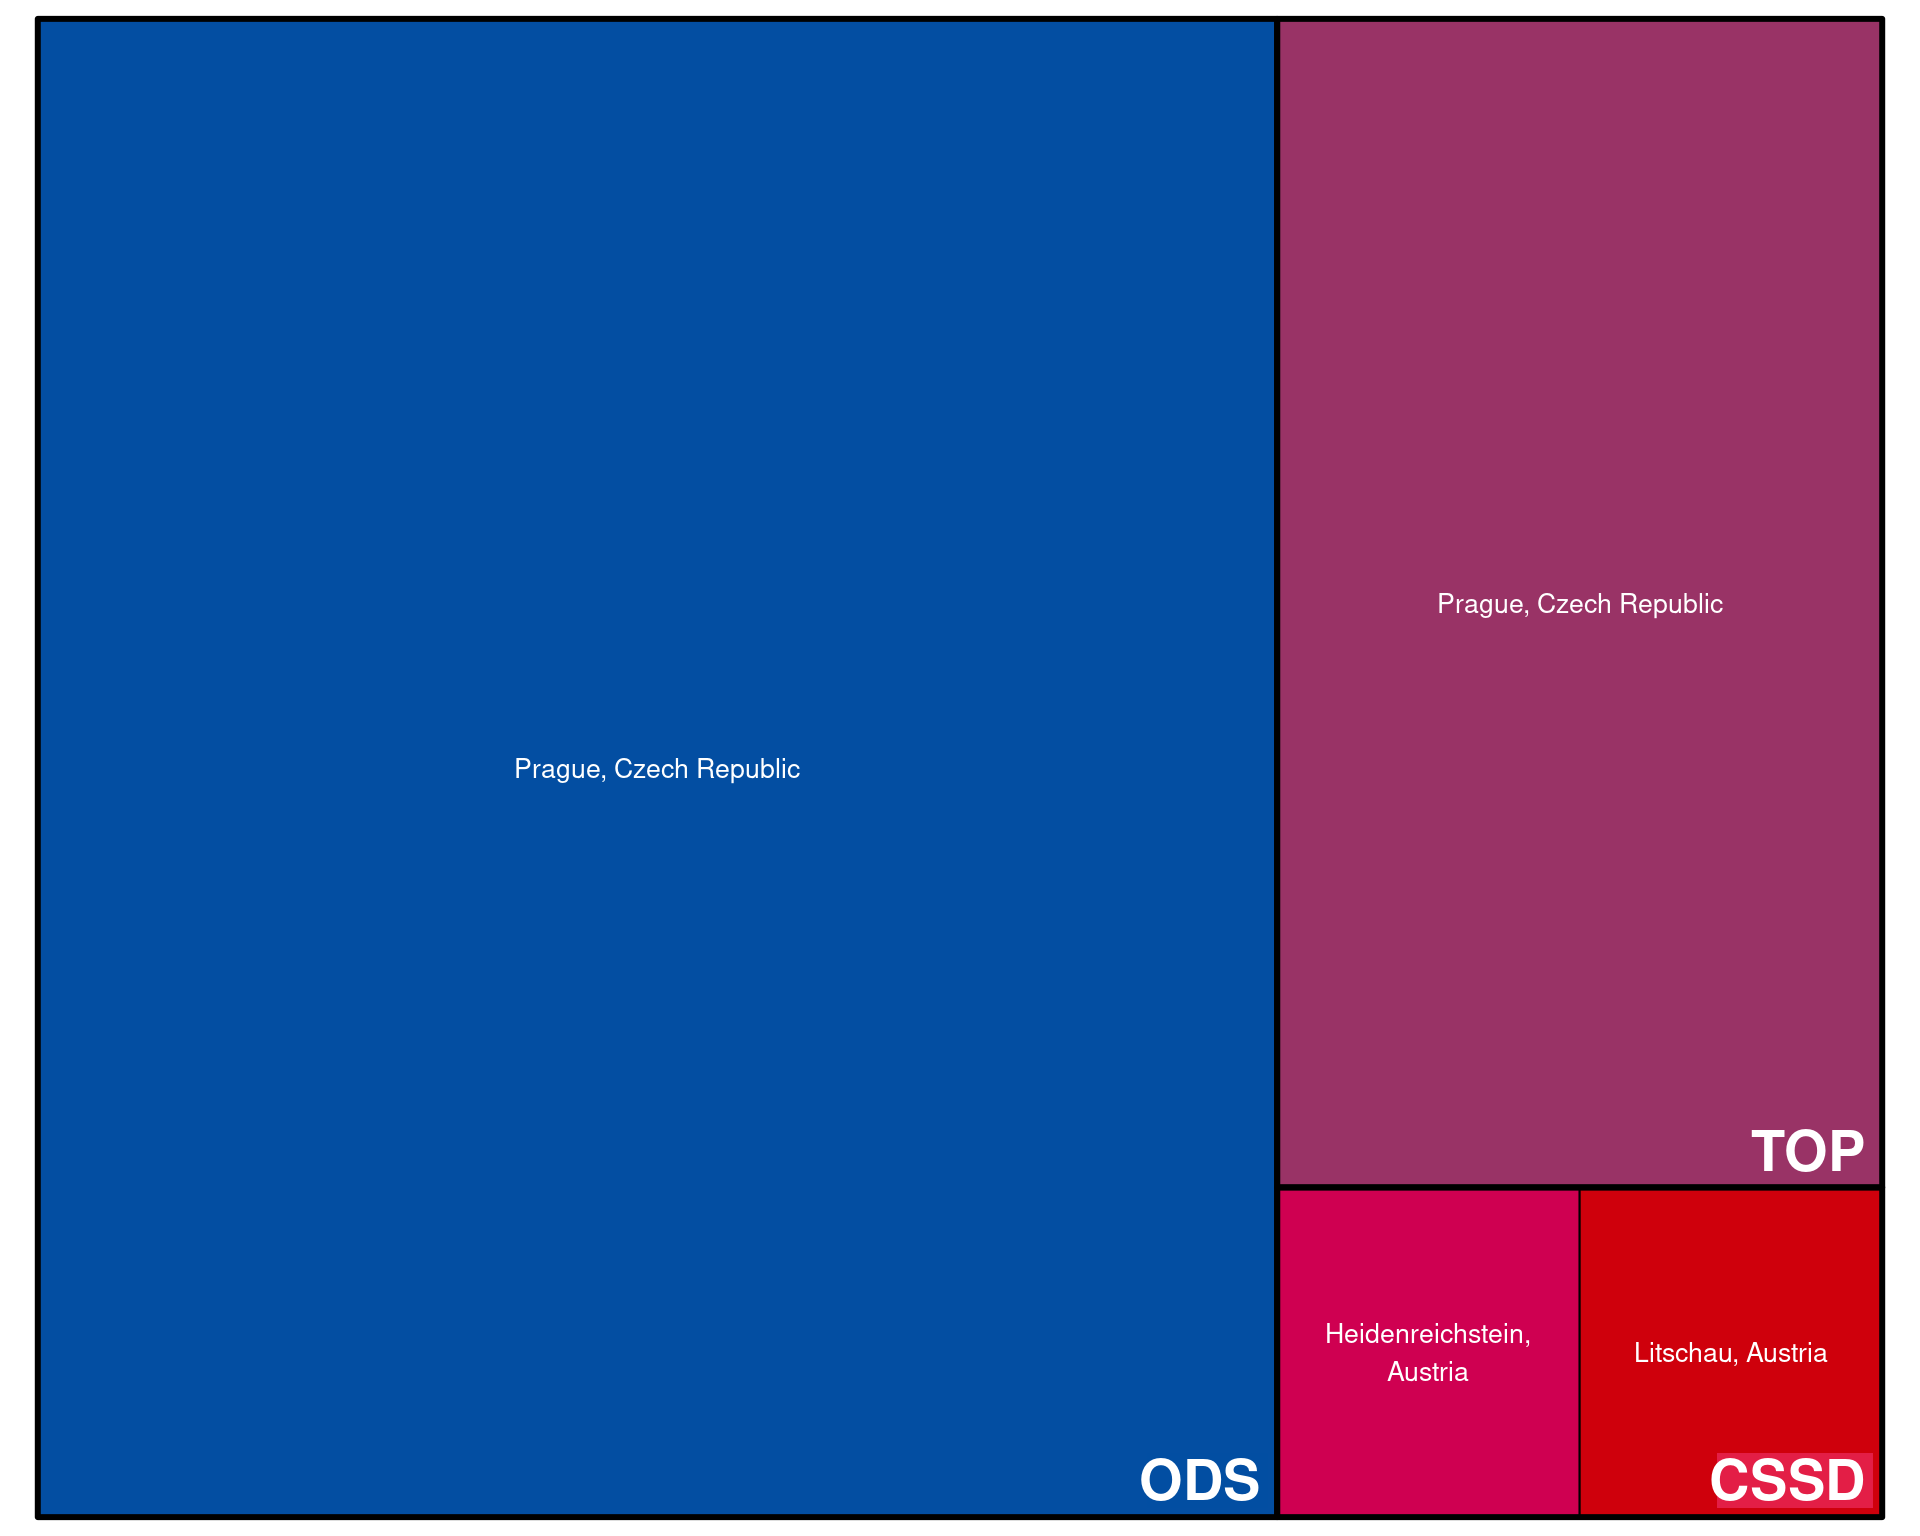 Prague, Czech Republic
ODS
Prague, Czech Republic
TOP
Heidenreichstein,
Austria
Litschau, Austria
CSSD